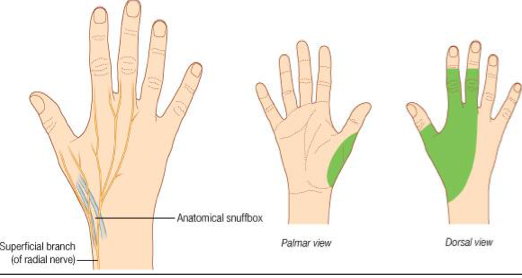 Anatomical snuffbox
Superficial branch
(of radial nerve)
Palmar view
Dorsal view